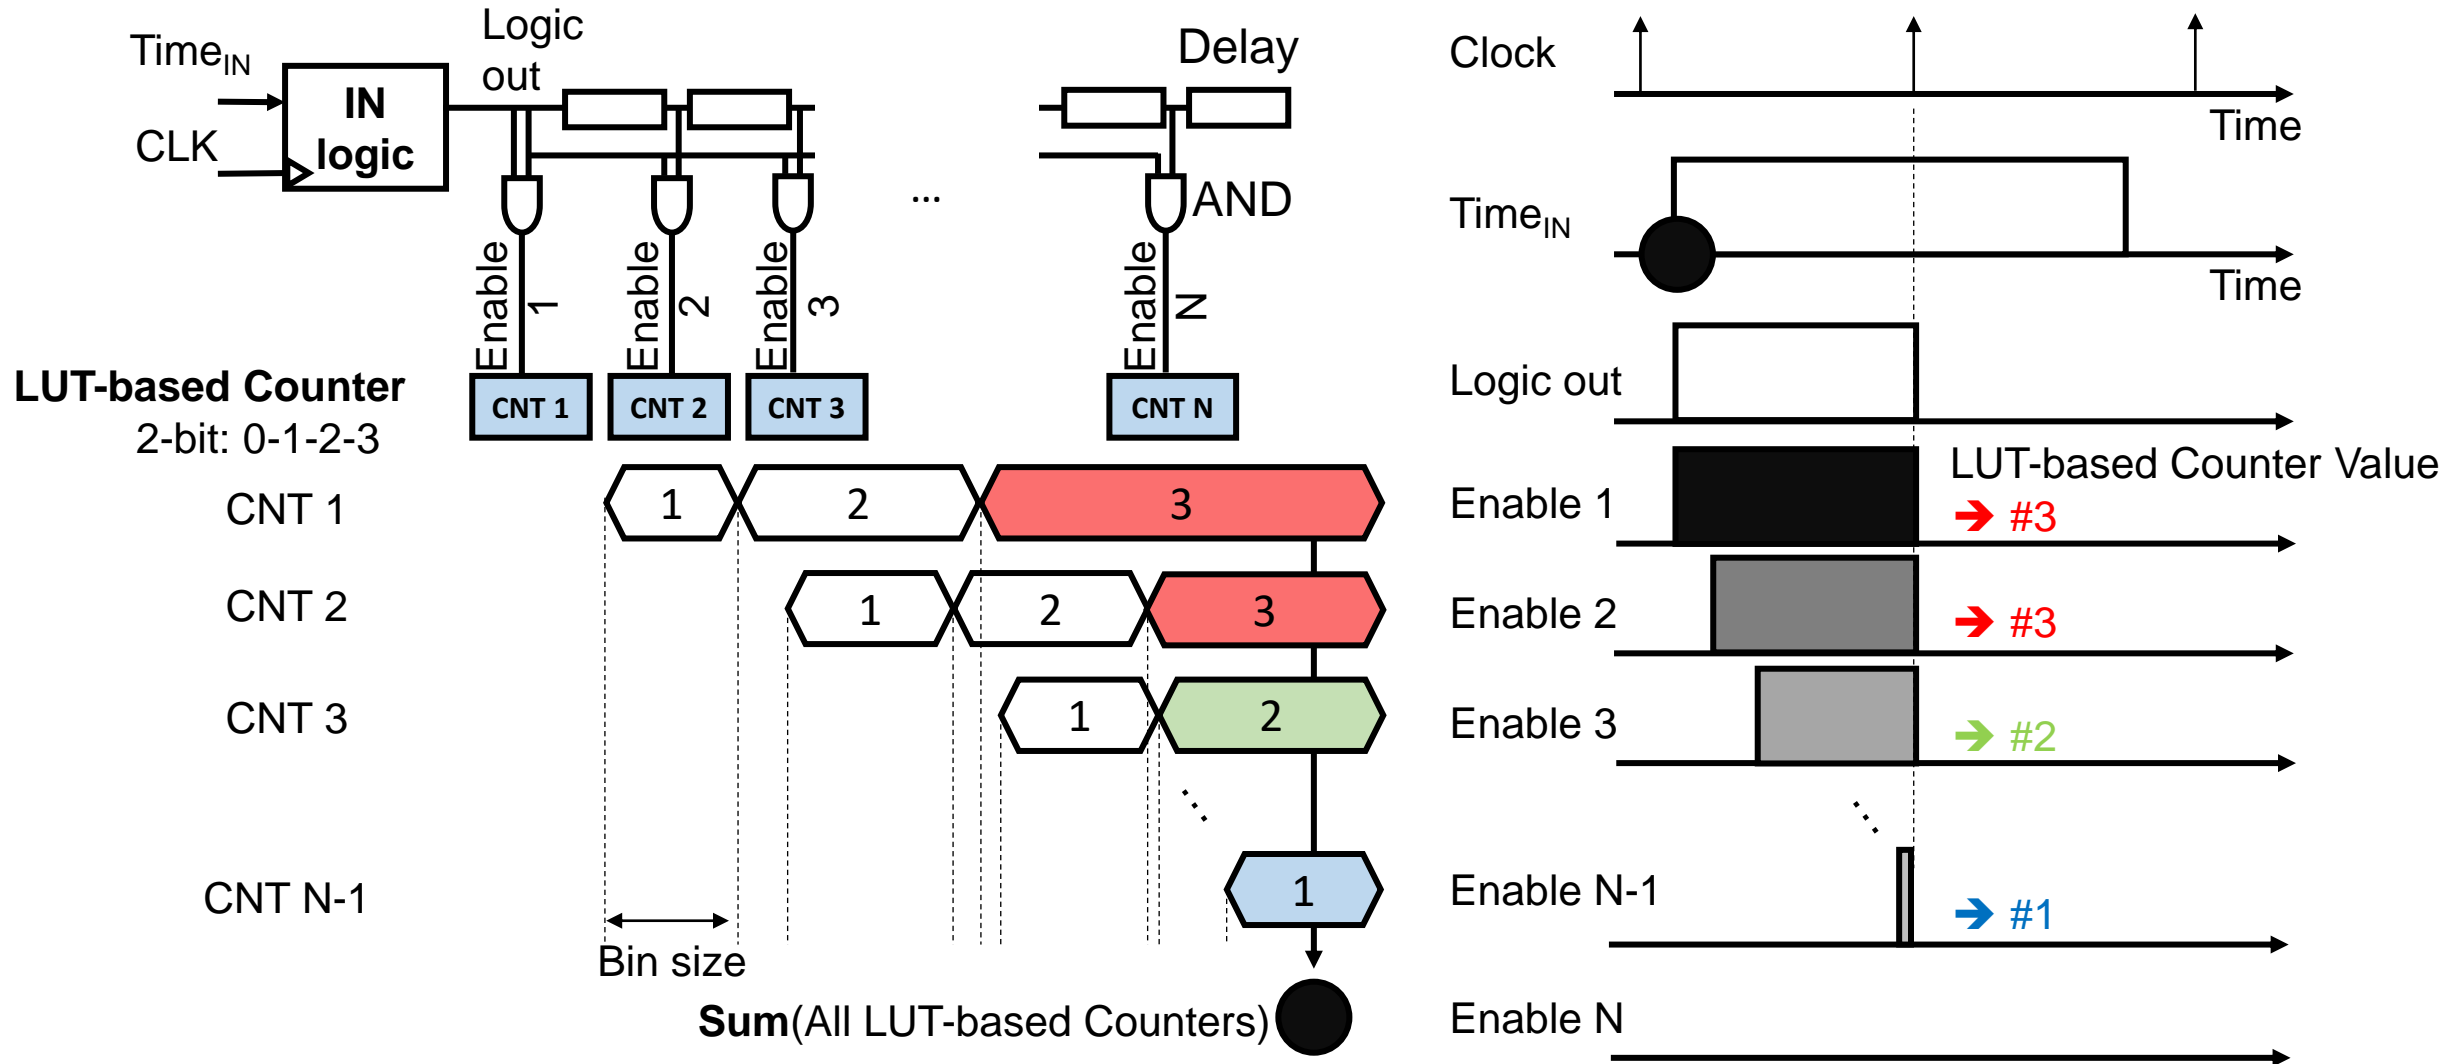 Time_IN
CLK
IN
logic
Logic
out
Delay
AND
...
Enable
1
Enable
2
Enable
3
Enable
N
LUT-based Counter
2-bit: 0-1-2-3
CNT 1
CNT 2
CNT 3
CNT N
CNT 1
1
2
3
CNT 2
1
2
3
CNT 3
1
2
CNT N-1
1
Bin size
Sum(All LUT-based Counters)
Clock
Time
Time_IN
Time
Logic out
LUT-based Counter Value
Enable 1
➔ #3
Enable 2
➔ #3
Enable 3
➔ #2
Enable N-1
➔ #1
Enable N